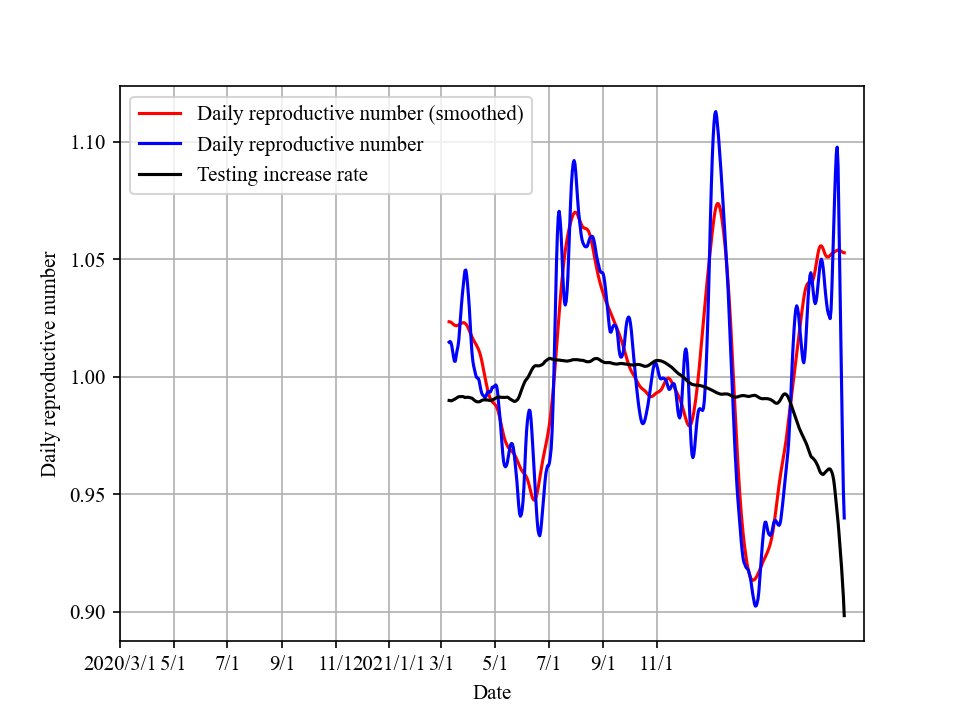 Daily reproductive number (smoothed)
Daily reproductive number
Testing increase rate
Daily reproductive number
1.10
1.05
1.00
0.95
0.90
2020/3/1 5/1 7/1 9/1 11/1 2021/1/1 3/1 5/1 7/1 9/1 11/1
Date